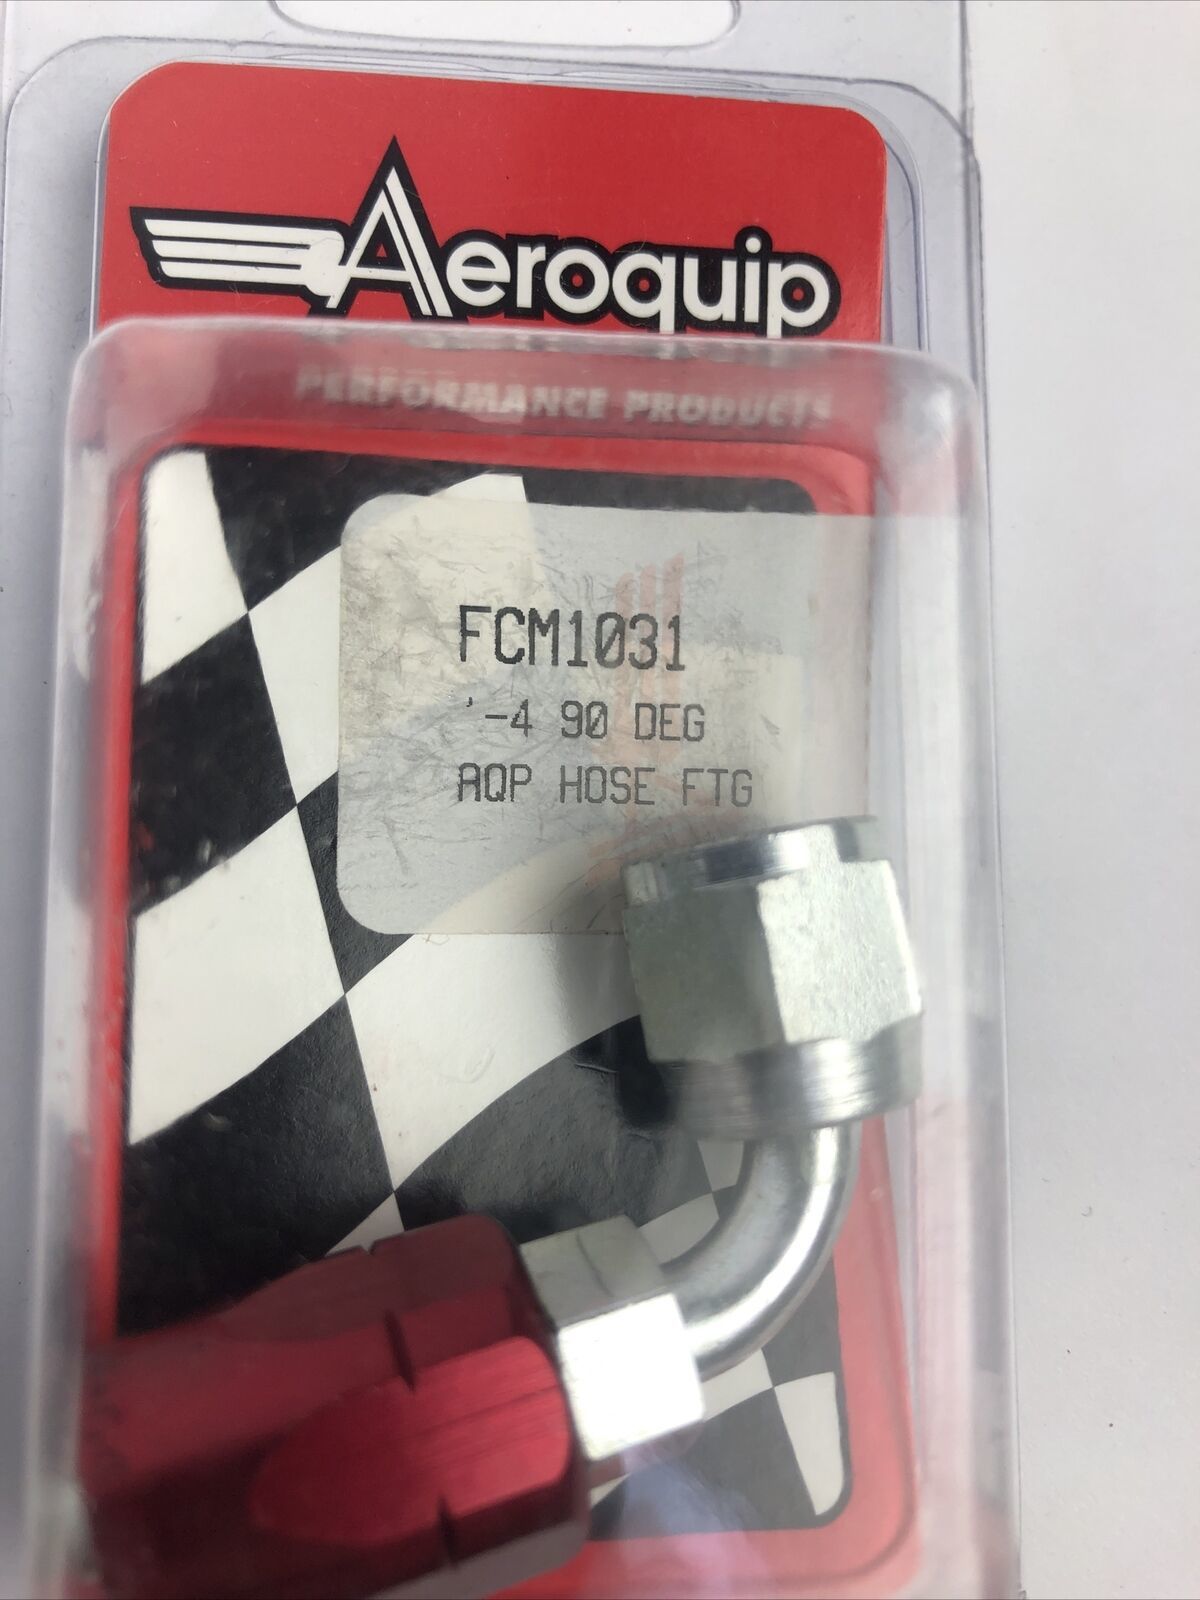 Aeroquip
PERFORMANCE PRODUCTS
FCM1031
'-4 90 DEG
AQP HOSE FTG